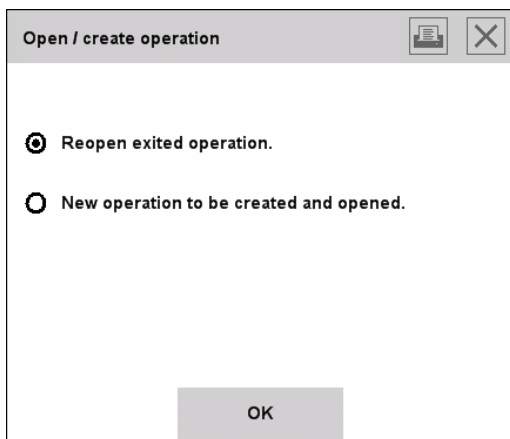 Open / create operation
Reopen exited operation.
New operation to be created and opened.
OK